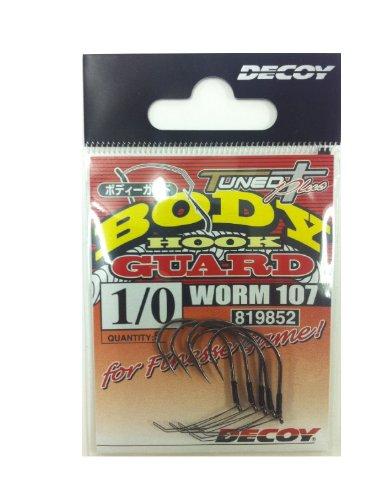 DECOY
TUNED+
Plus
ボディーガード
BODY
HOOK
GUARD
1/0
WORM 107
819852
QUANTITY:
for Finesse Game!
DECOY